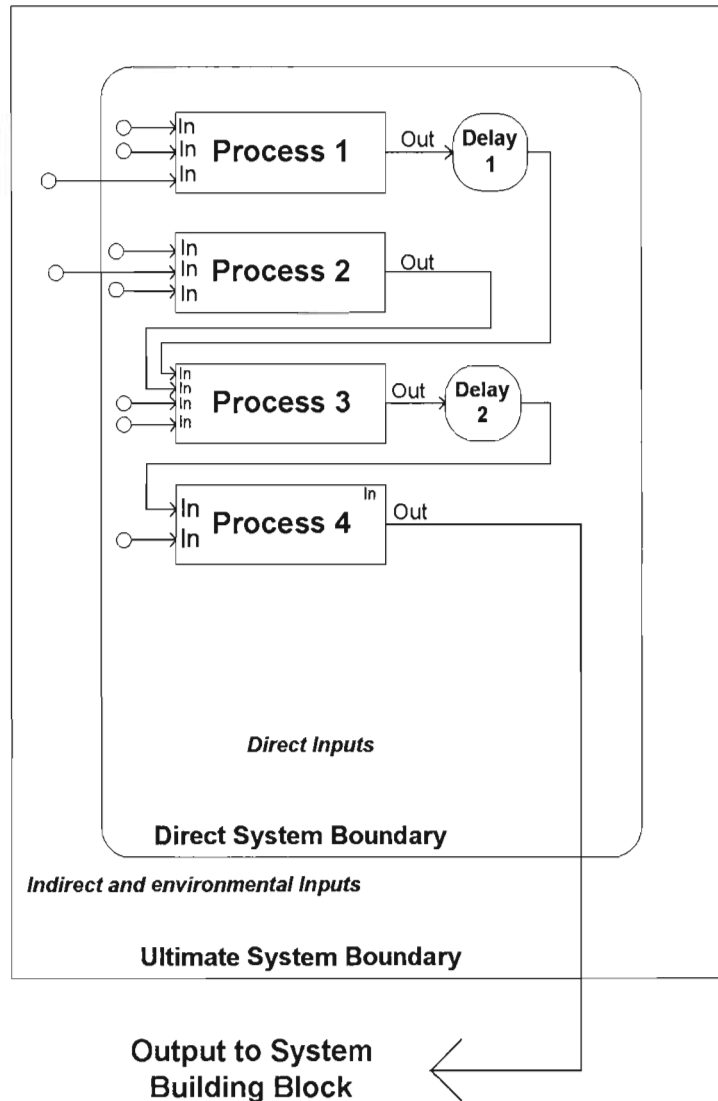 In
In
In
Process 1
Out
Delay
1
In
In
In
Process 2
Out
In
In
In
In
Process 3
Out
Delay
2
In
In
Process 4
In
Out
Direct Inputs
Direct System Boundary
Indirect and environmental Inputs
Ultimate System Boundary
Output to System
Building Block